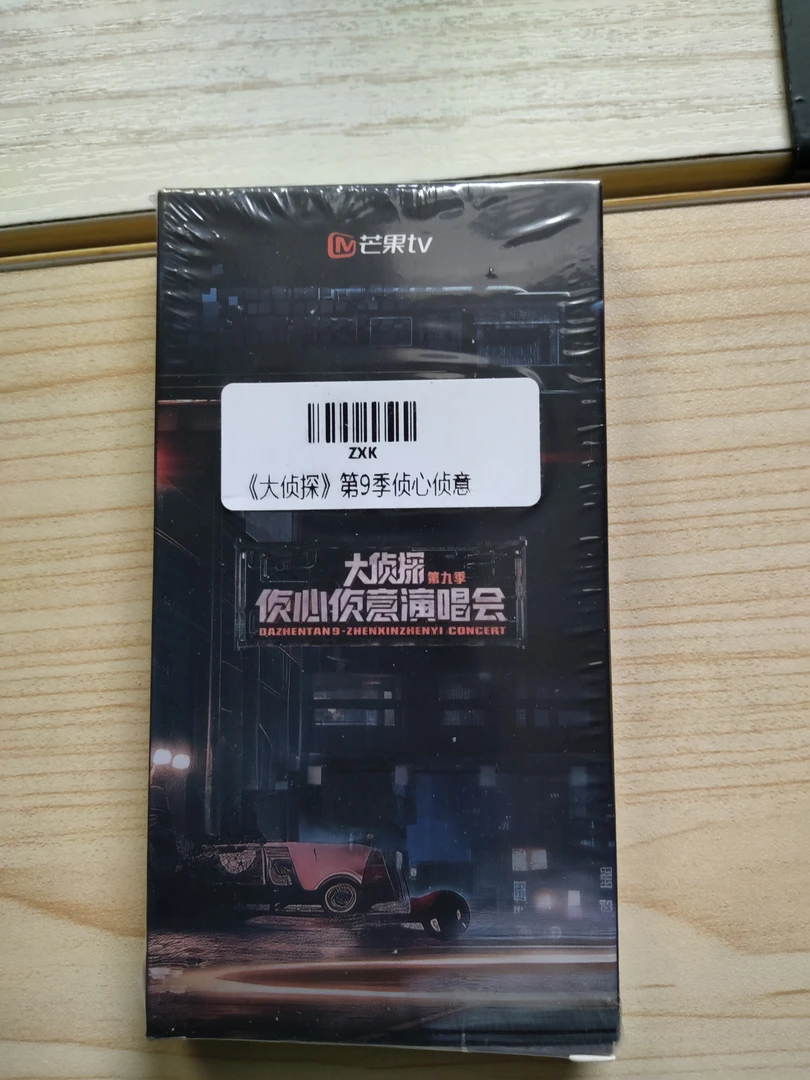 芒果tv
ZXK
《大侦探》第9季侦心侦意
大侦探 第九季
侦心侦意演唱会
DAZHENTAN9-ZHENXINZHENYI CONCERT